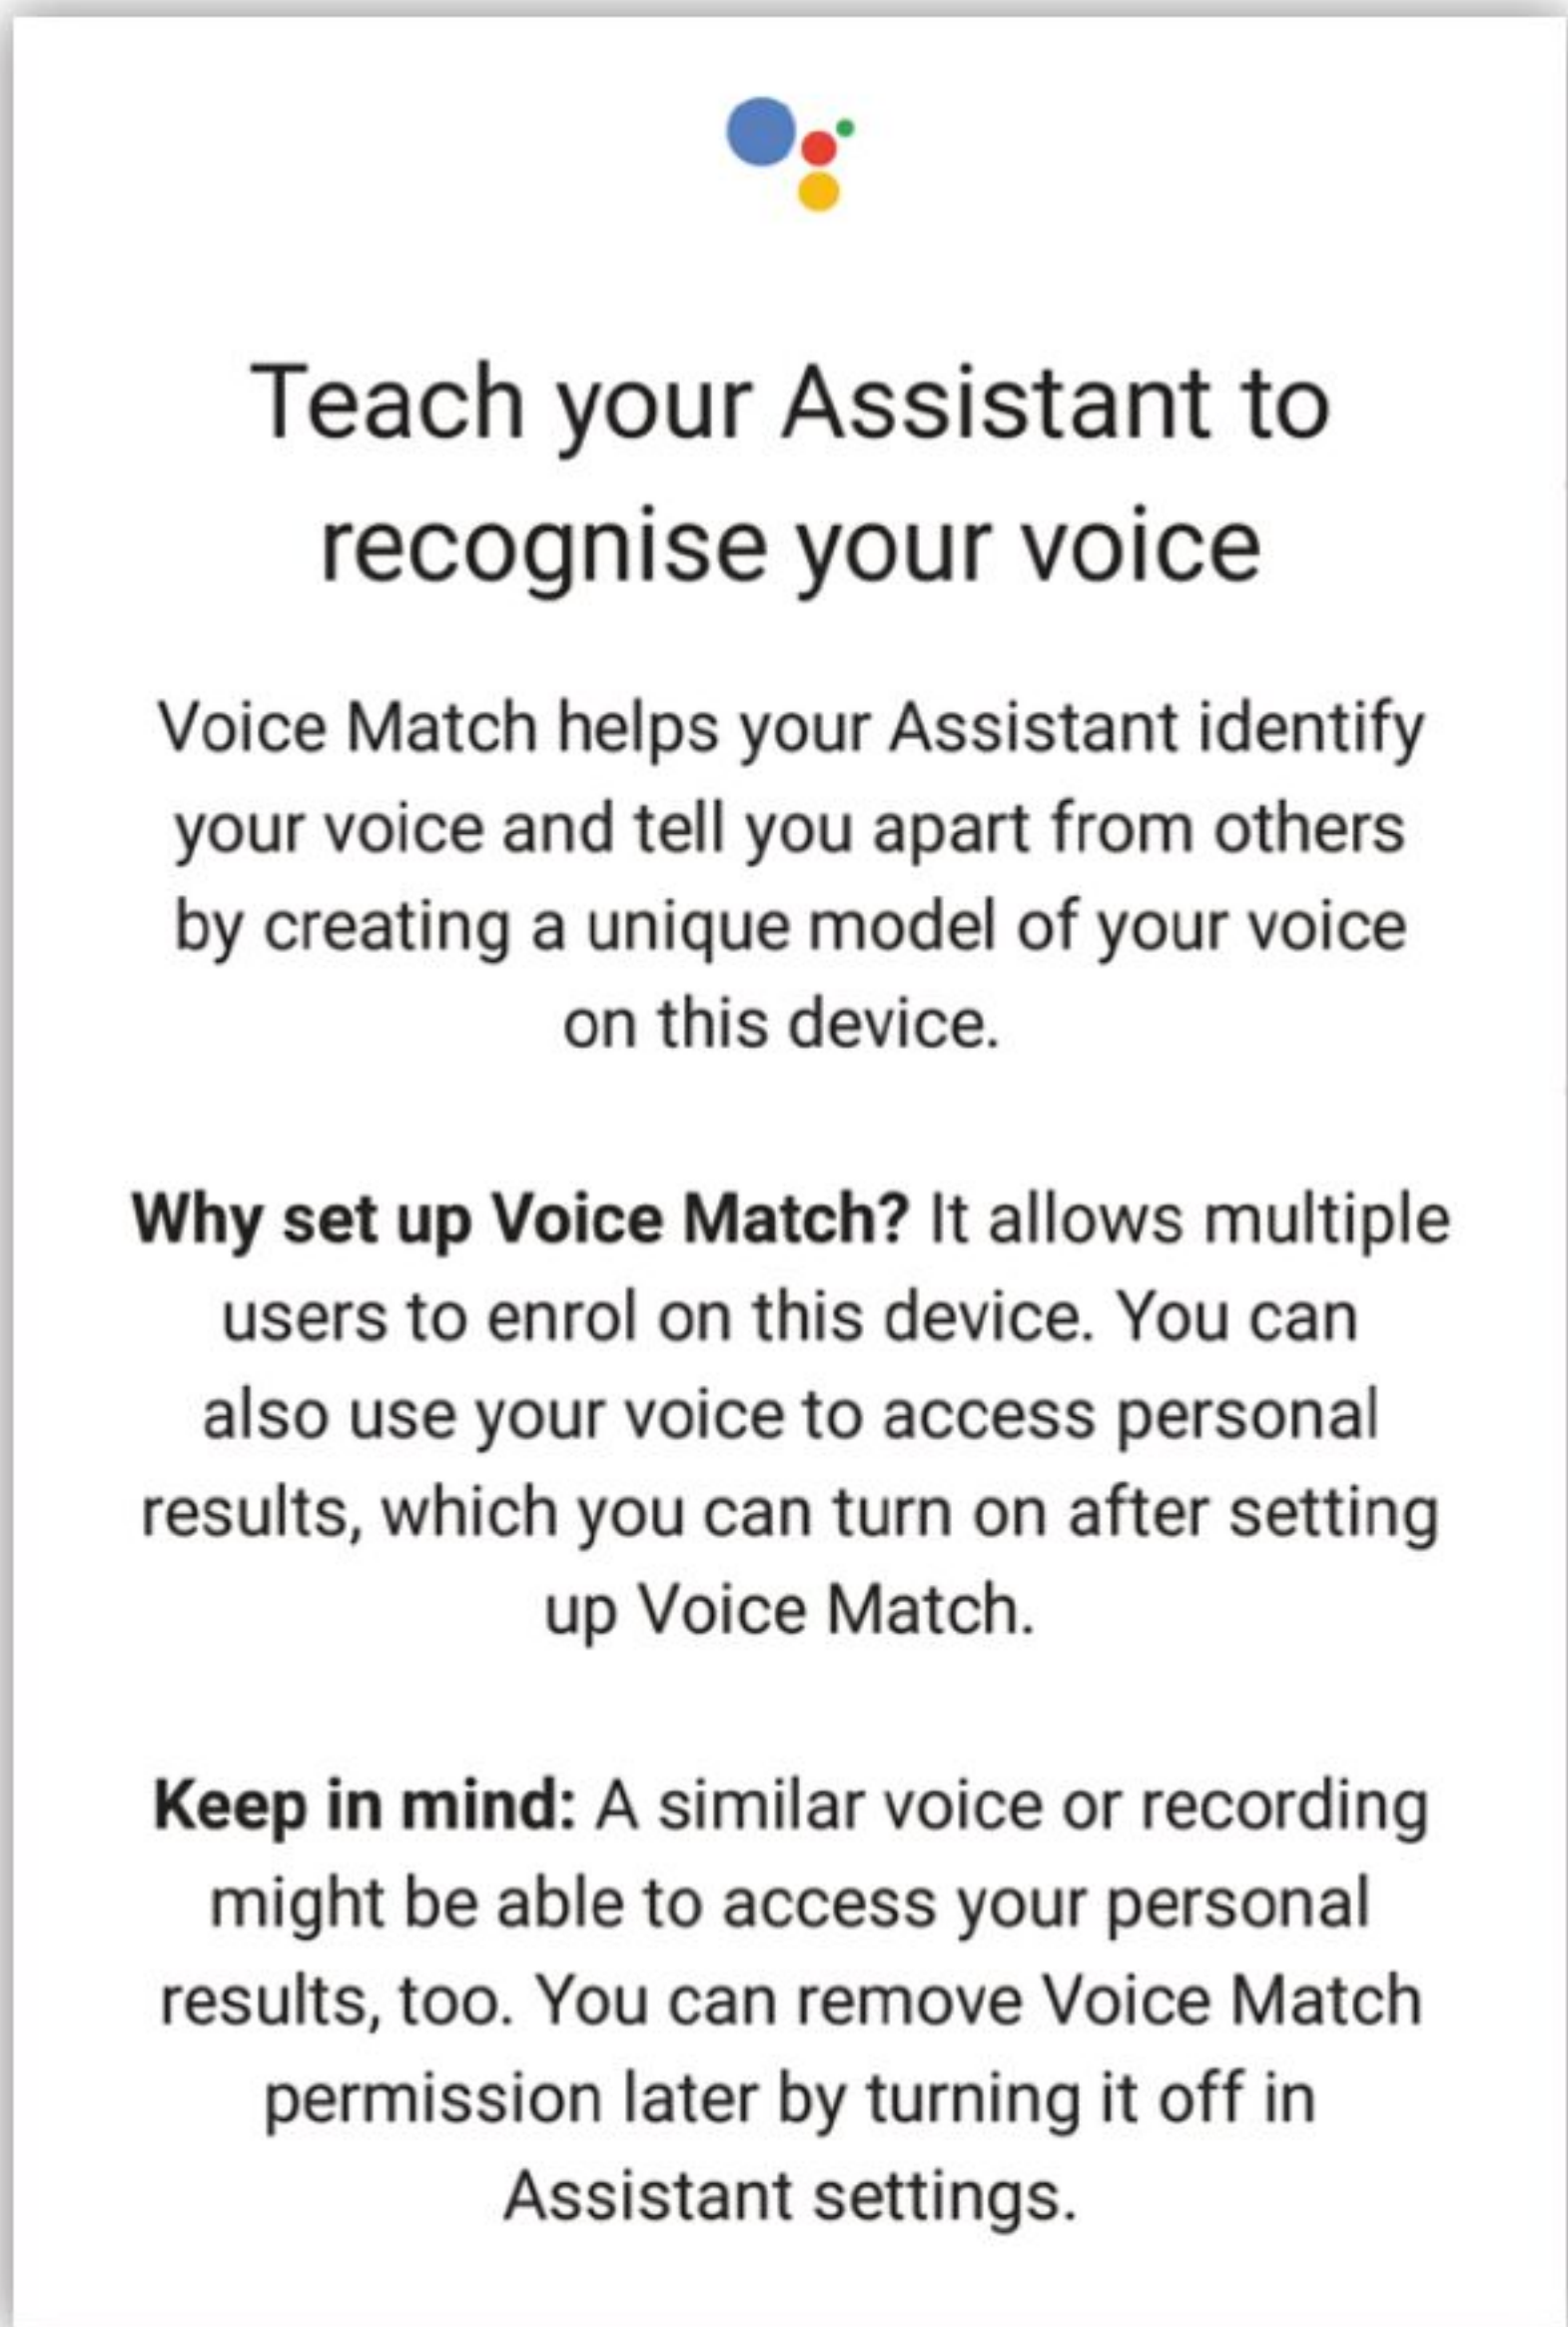 Teach your Assistant to
recognise your voice
Voice Match helps your Assistant identify
your voice and tell you apart from others
by creating a unique model of your voice
on this device.
Why set up Voice Match? It allows multiple
users to enrol on this device. You can
also use your voice to access personal
results, which you can turn on after setting
up Voice Match.
Keep in mind: A similar voice or recording
might be able to access your personal
results, too. You can remove Voice Match
permission later by turning it off in
Assistant settings.